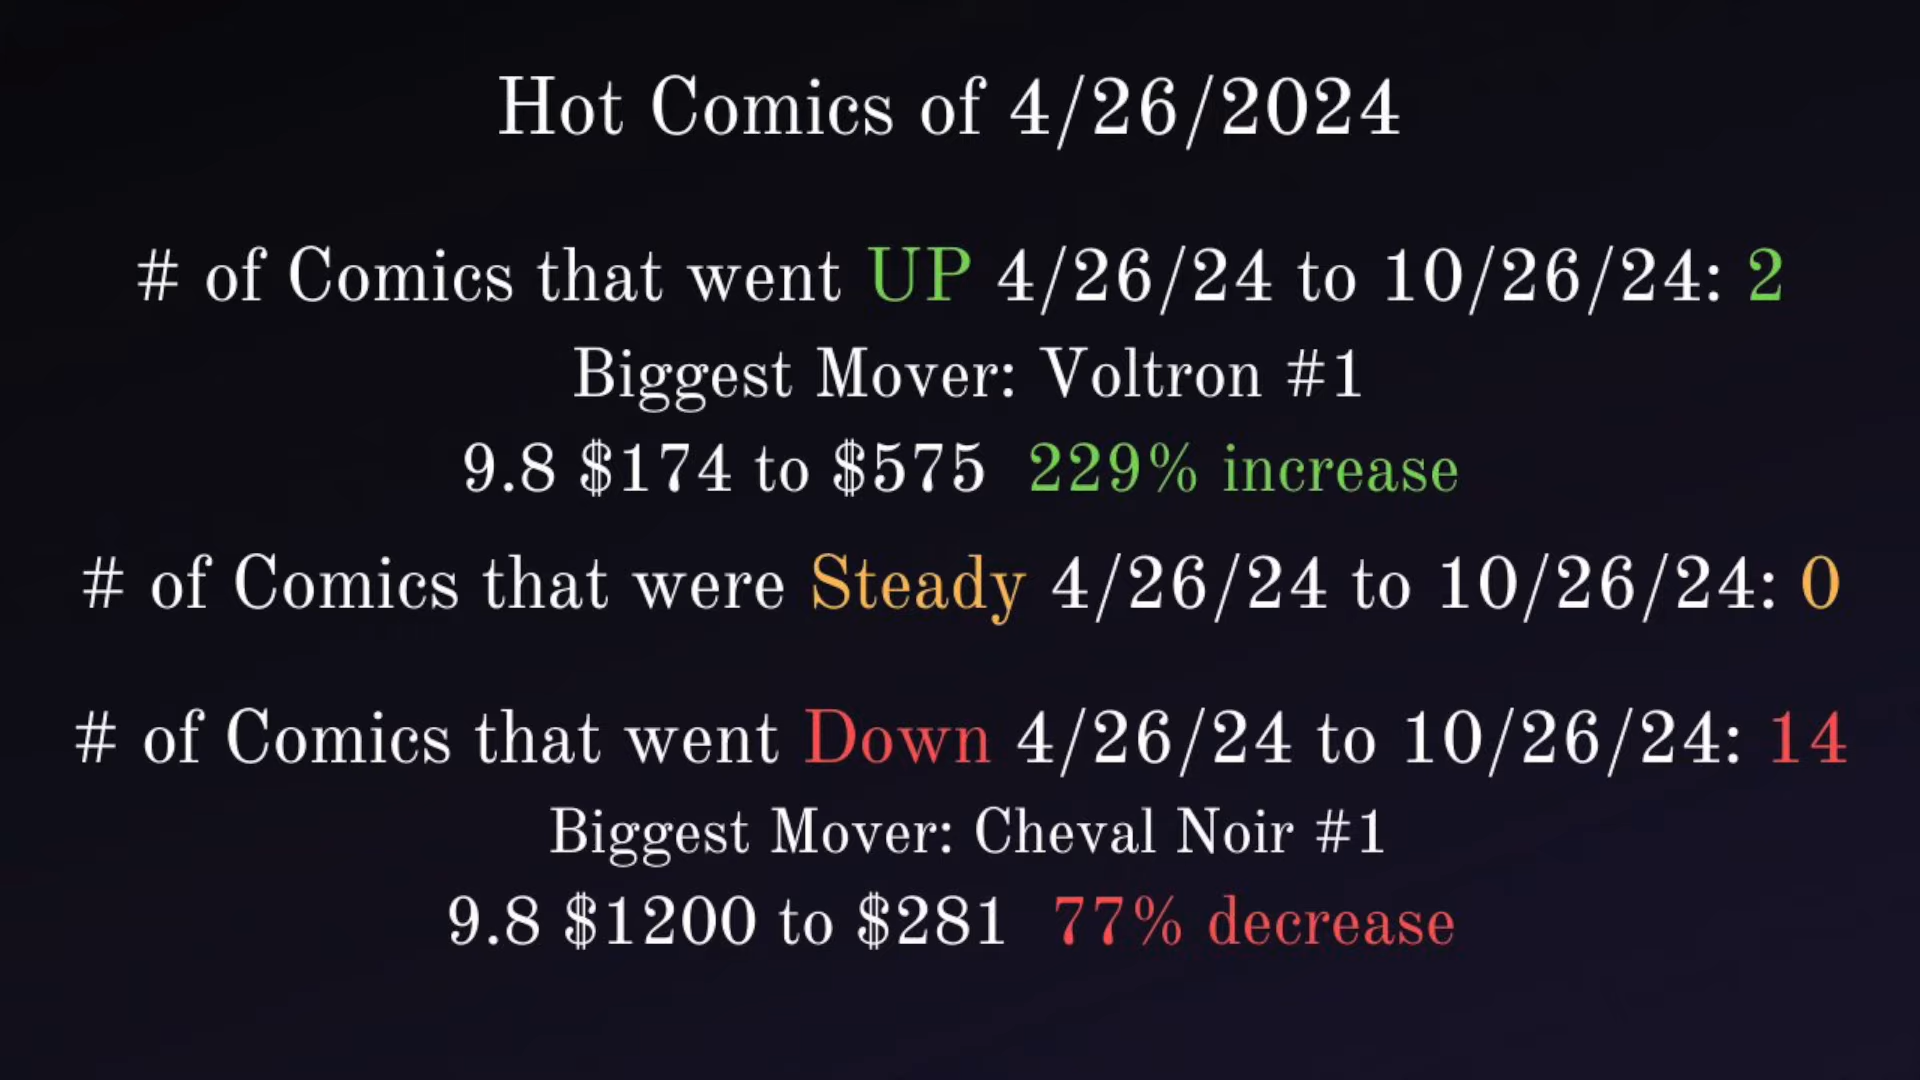 Hot Comics of 4/26/2024
# of Comics that went UP 4/26/24 to 10/26/24: 2
Biggest Mover: Voltron #1
9.8 $174 to $575 229% increase
# of Comics that were Steady 4/26/24 to 10/26/24: 0
# of Comics that went Down 4/26/24 to 10/26/24: 14
Biggest Mover: Cheval Noir #1
9.8 $1200 to $281 77% decrease